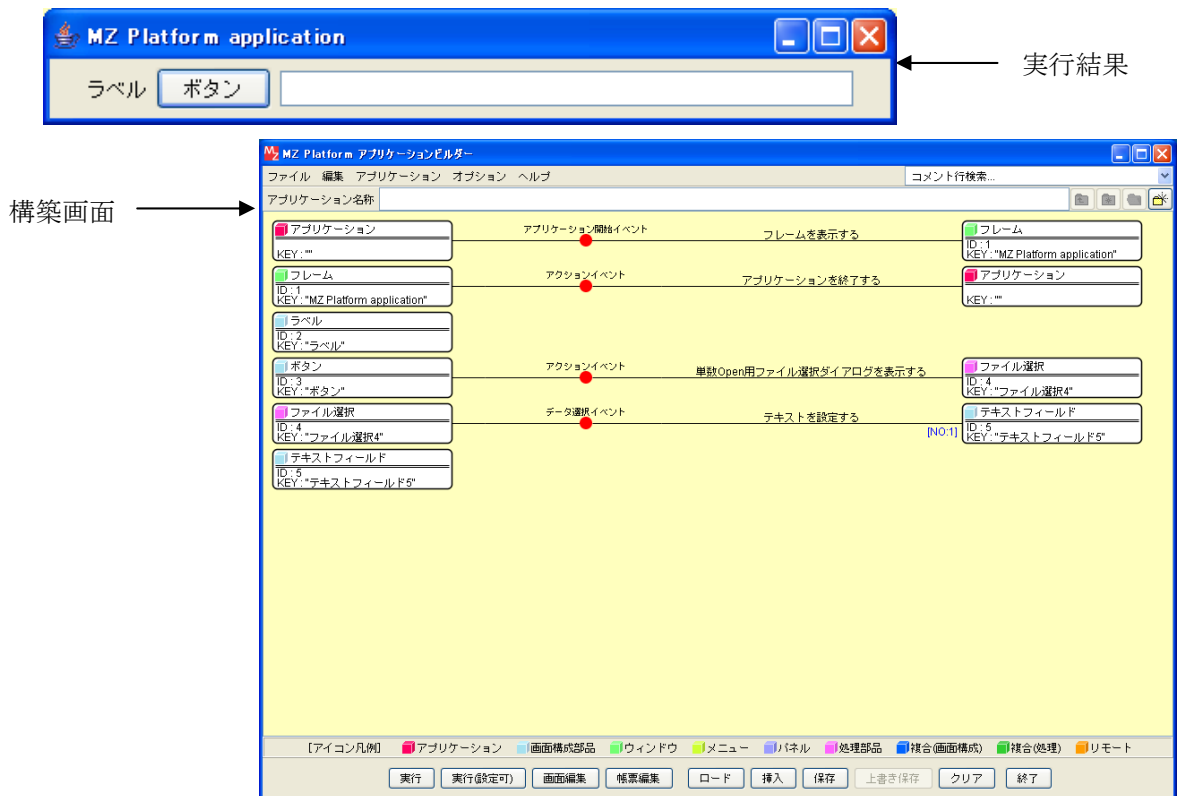 MZ Platform application
ラベル ボタン
実行結果
構築画面
MZ Platform アプリケーションビルダー
ファイル 編集 アプリケーション オプション ヘルプ コメント行検索...
アプリケーション名称
アプリケーション アプリケーション開始イベント フレームを表示する フレーム
KEY:"" ID:1
KEY:"MZ Platform application"
フレーム アクションイベント アプリケーションを終了する アプリケーション
ID:1
KEY:"MZ Platform application" KEY:""
ラベル
ID:2
KEY:"ラベル"
ボタン アクションイベント 単数Open用ファイル選択ダイアログを表示する ファイル選択
ID:3 ID:4
KEY:"ボタン" KEY:"ファイル選択4"
ファイル選択 データ選択イベント テキストを設定する テキストフィールド
ID:4 [NO:1] ID:5
KEY:"ファイル選択4" KEY:"テキストフィールド5"
テキストフィールド
ID:5
KEY:"テキストフィールド5"
[アイコン凡例] アプリケーション 画面構成部品 ウィンドウ メニュー パネル 処理部品 複合(画面構成) 複合(処理) リモート
実行 実行(設定可) 画面編集 帳票編集 ロード 挿入 保存 上書き保存 クリア 終了